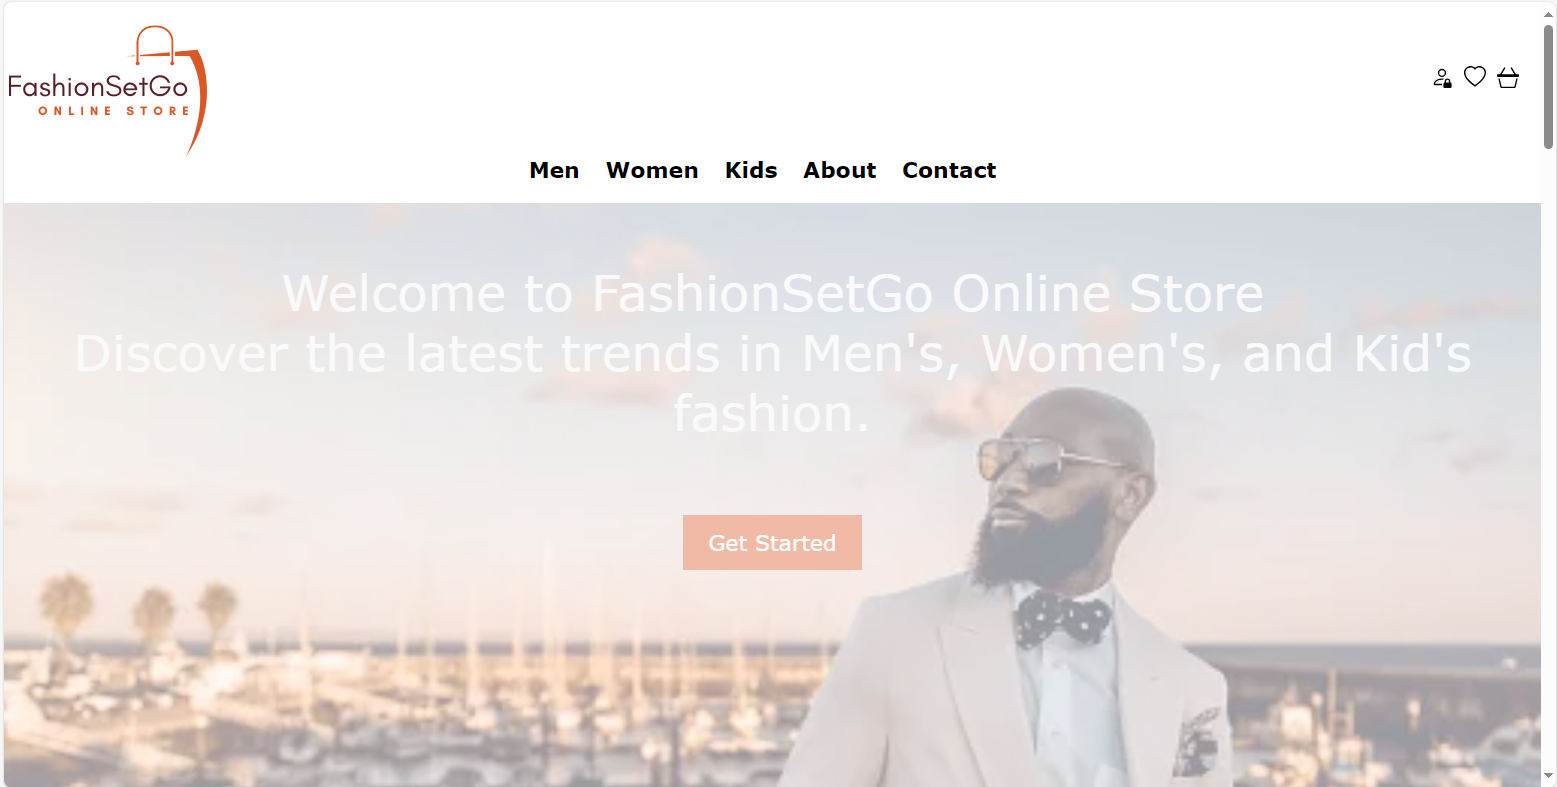 FashionSetGo
ONLINE STORE
Men Women Kids About Contact
Welcome to FashionSetGo Online Store
Discover the latest trends in Men's, Women's, and Kid's
fashion.
Get Started